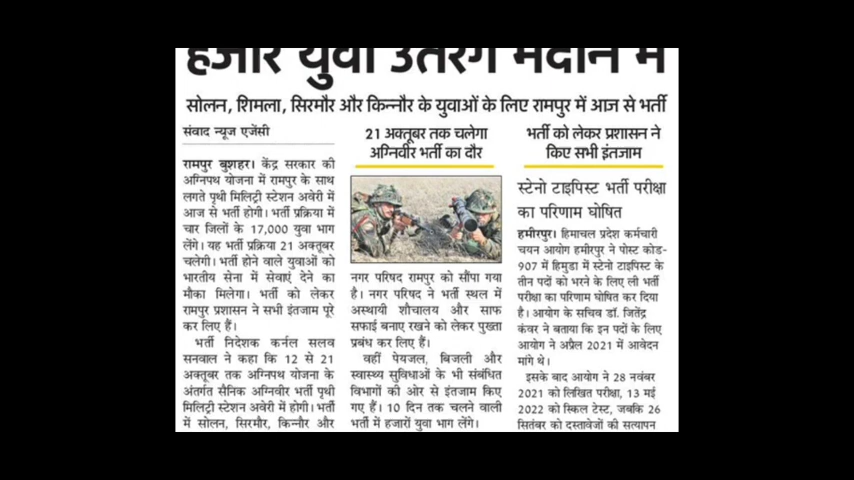 हजार युवा उतरेंगे मैदान में
सोलन, शिमला, सिरमौर और किन्नौर के युवाओं के लिए रामपुर में आज से भर्ती
संवाद न्यूज एजेंसी
रामपुर बुशहर। केंद्र सरकार की
अग्निपथ योजना में रामपुर के साथ
लगते पृथी मिलिट्री स्टेशन अवेरी में
आज से भर्ती होगी। भर्ती प्रक्रिया में
चार जिलों के 17,000 युवा भाग
लेंगे। यह भर्ती प्रक्रिया 21 अक्तूबर
चलेगी। भर्ती होने वाले युवाओं को
भारतीय सेना में सेवाएं देने का
मौका मिलेगा। भर्ती को लेकर
रामपुर प्रशासन ने सभी इंतजाम पूरे
कर लिए हैं।
भर्ती निदेशक कर्नल सलव
सनवाल ने कहा कि 12 से 21
अक्तूबर तक अग्निपथ योजना के
अंतर्गत सैनिक अग्निवीर भर्ती पृथी
मिलिट्री स्टेशन अवेरी में होगी। भर्ती
में सोलन, सिरमौर, किन्नौर और
21 अक्तूबर तक चलेगा
अग्निवीर भर्ती का दौर
नगर परिषद रामपुर को सौंपा गया
है। नगर परिषद ने भर्ती स्थल में
अस्थायी शौचालय और साफ
सफाई बनाए रखने को लेकर पुख्ता
प्रबंध कर लिए हैं।
वहीं पेयजल, बिजली और
स्वास्थ्य सुविधाओं के भी संबंधित
विभागों की ओर से इंतजाम किए
गए हैं। 10 दिन तक चलने वाली
भर्ती में हजारों युवा भाग लेंगे।
भर्ती को लेकर प्रशासन ने
किए सभी इंतजाम
स्टेनो टाइपिस्ट भर्ती परीक्षा
का परिणाम घोषित
हमीरपुर। हिमाचल प्रदेश कर्मचारी
चयन आयोग हमीरपुर ने पोस्ट कोड-
907 में हिमुडा में स्टेनो टाइपिस्ट के
तीन पदों को भरने के लिए ली भर्ती
परीक्षा का परिणाम घोषित कर दिया
है। आयोग के सचिव डॉ. जितेंद्र
कंवर ने बताया कि इन पदों के लिए
आयोग ने अप्रैल 2021 में आवेदन
मांगे थे।
इसके बाद आयोग ने 28 नवंबर
2021 को लिखित परीक्षा, 13 मई
2022 को स्किल टेस्ट, जबकि 26
सितंबर को दस्तावेजों की सत्यापन